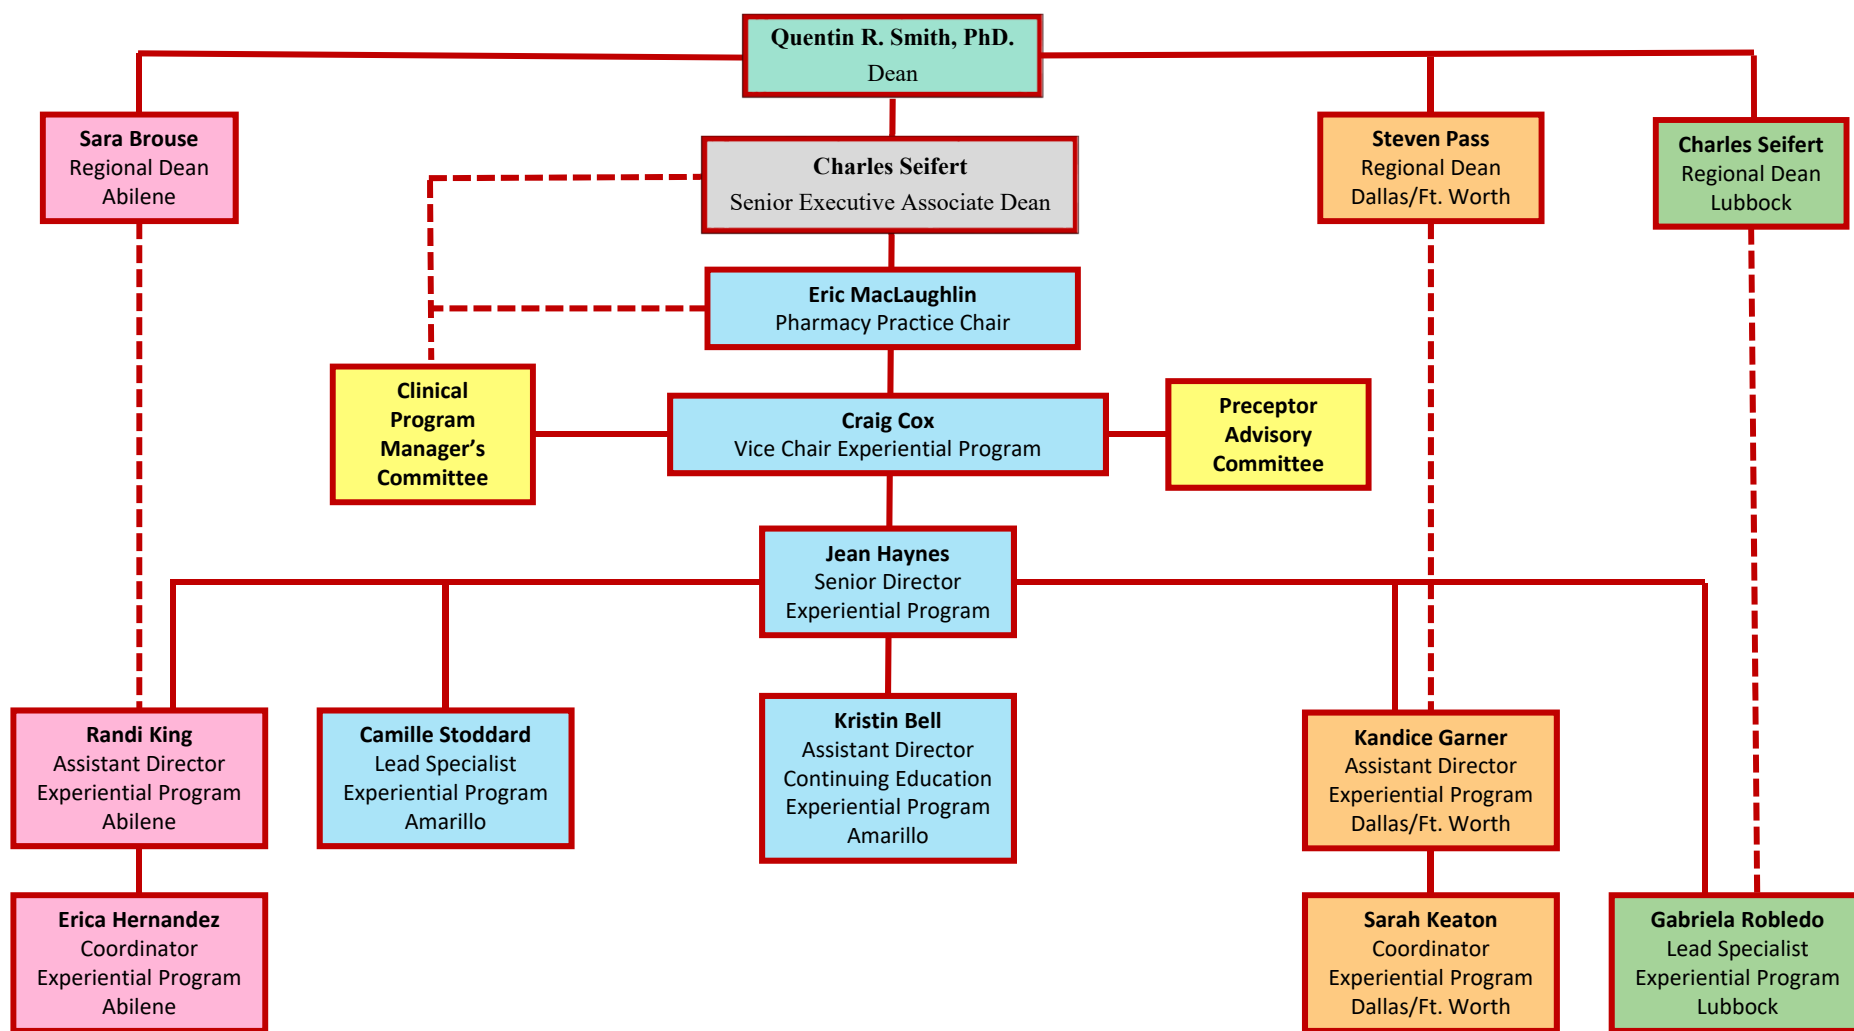 Quentin R. Smith, PhD.
Dean
Sara Brouse
Regional Dean
Abilene
Charles Seifert
Senior Executive Associate Dean
Steven Pass
Regional Dean
Dallas/Ft. Worth
Charles Seifert
Regional Dean
Lubbock
Eric MacLaughlin
Pharmacy Practice Chair
Clinical
Program
Manager’s
Committee
Craig Cox
Vice Chair Experiential Program
Preceptor
Advisory
Committee
Jean Haynes
Senior Director
Experiential Program
Randi King
Assistant Director
Experiential Program
Abilene
Camille Stoddard
Lead Specialist
Experiential Program
Amarillo
Kristin Bell
Assistant Director
Continuing Education
Experiential Program
Amarillo
Kandice Garner
Assistant Director
Experiential Program
Dallas/Ft. Worth
Erica Hernandez
Coordinator
Experiential Program
Abilene
Sarah Keaton
Coordinator
Experiential Program
Dallas/Ft. Worth
Gabriela Robledo
Lead Specialist
Experiential Program
Lubbock